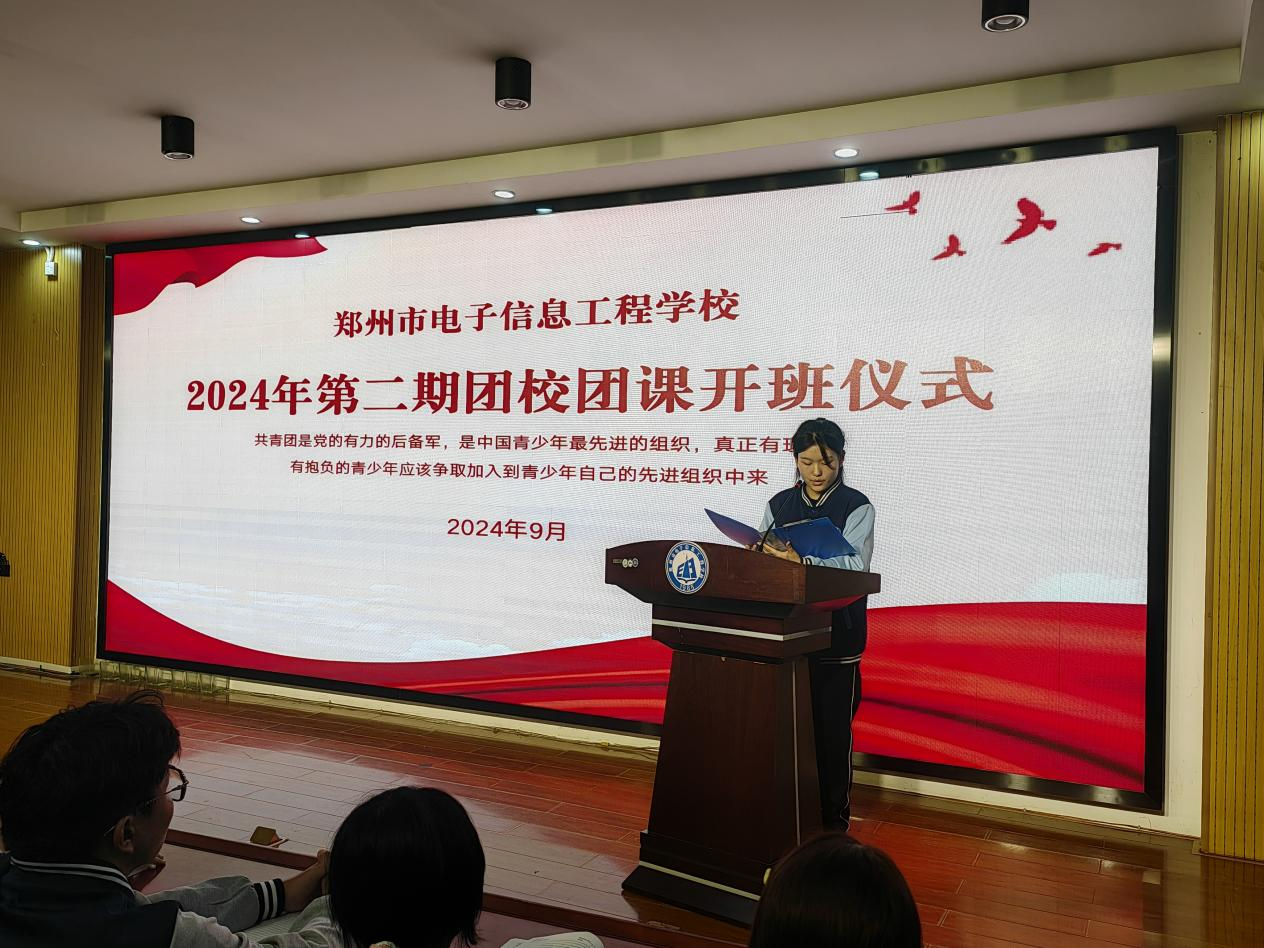 郑州市电子信息工程学校
2024年第二期团校团课开班仪式
共青团是党的有力的后备军，是中国青少年最先进的组织，真正有
有抱负的青少年应该争取加入到青少年自己的先进组织中来
2024年9月